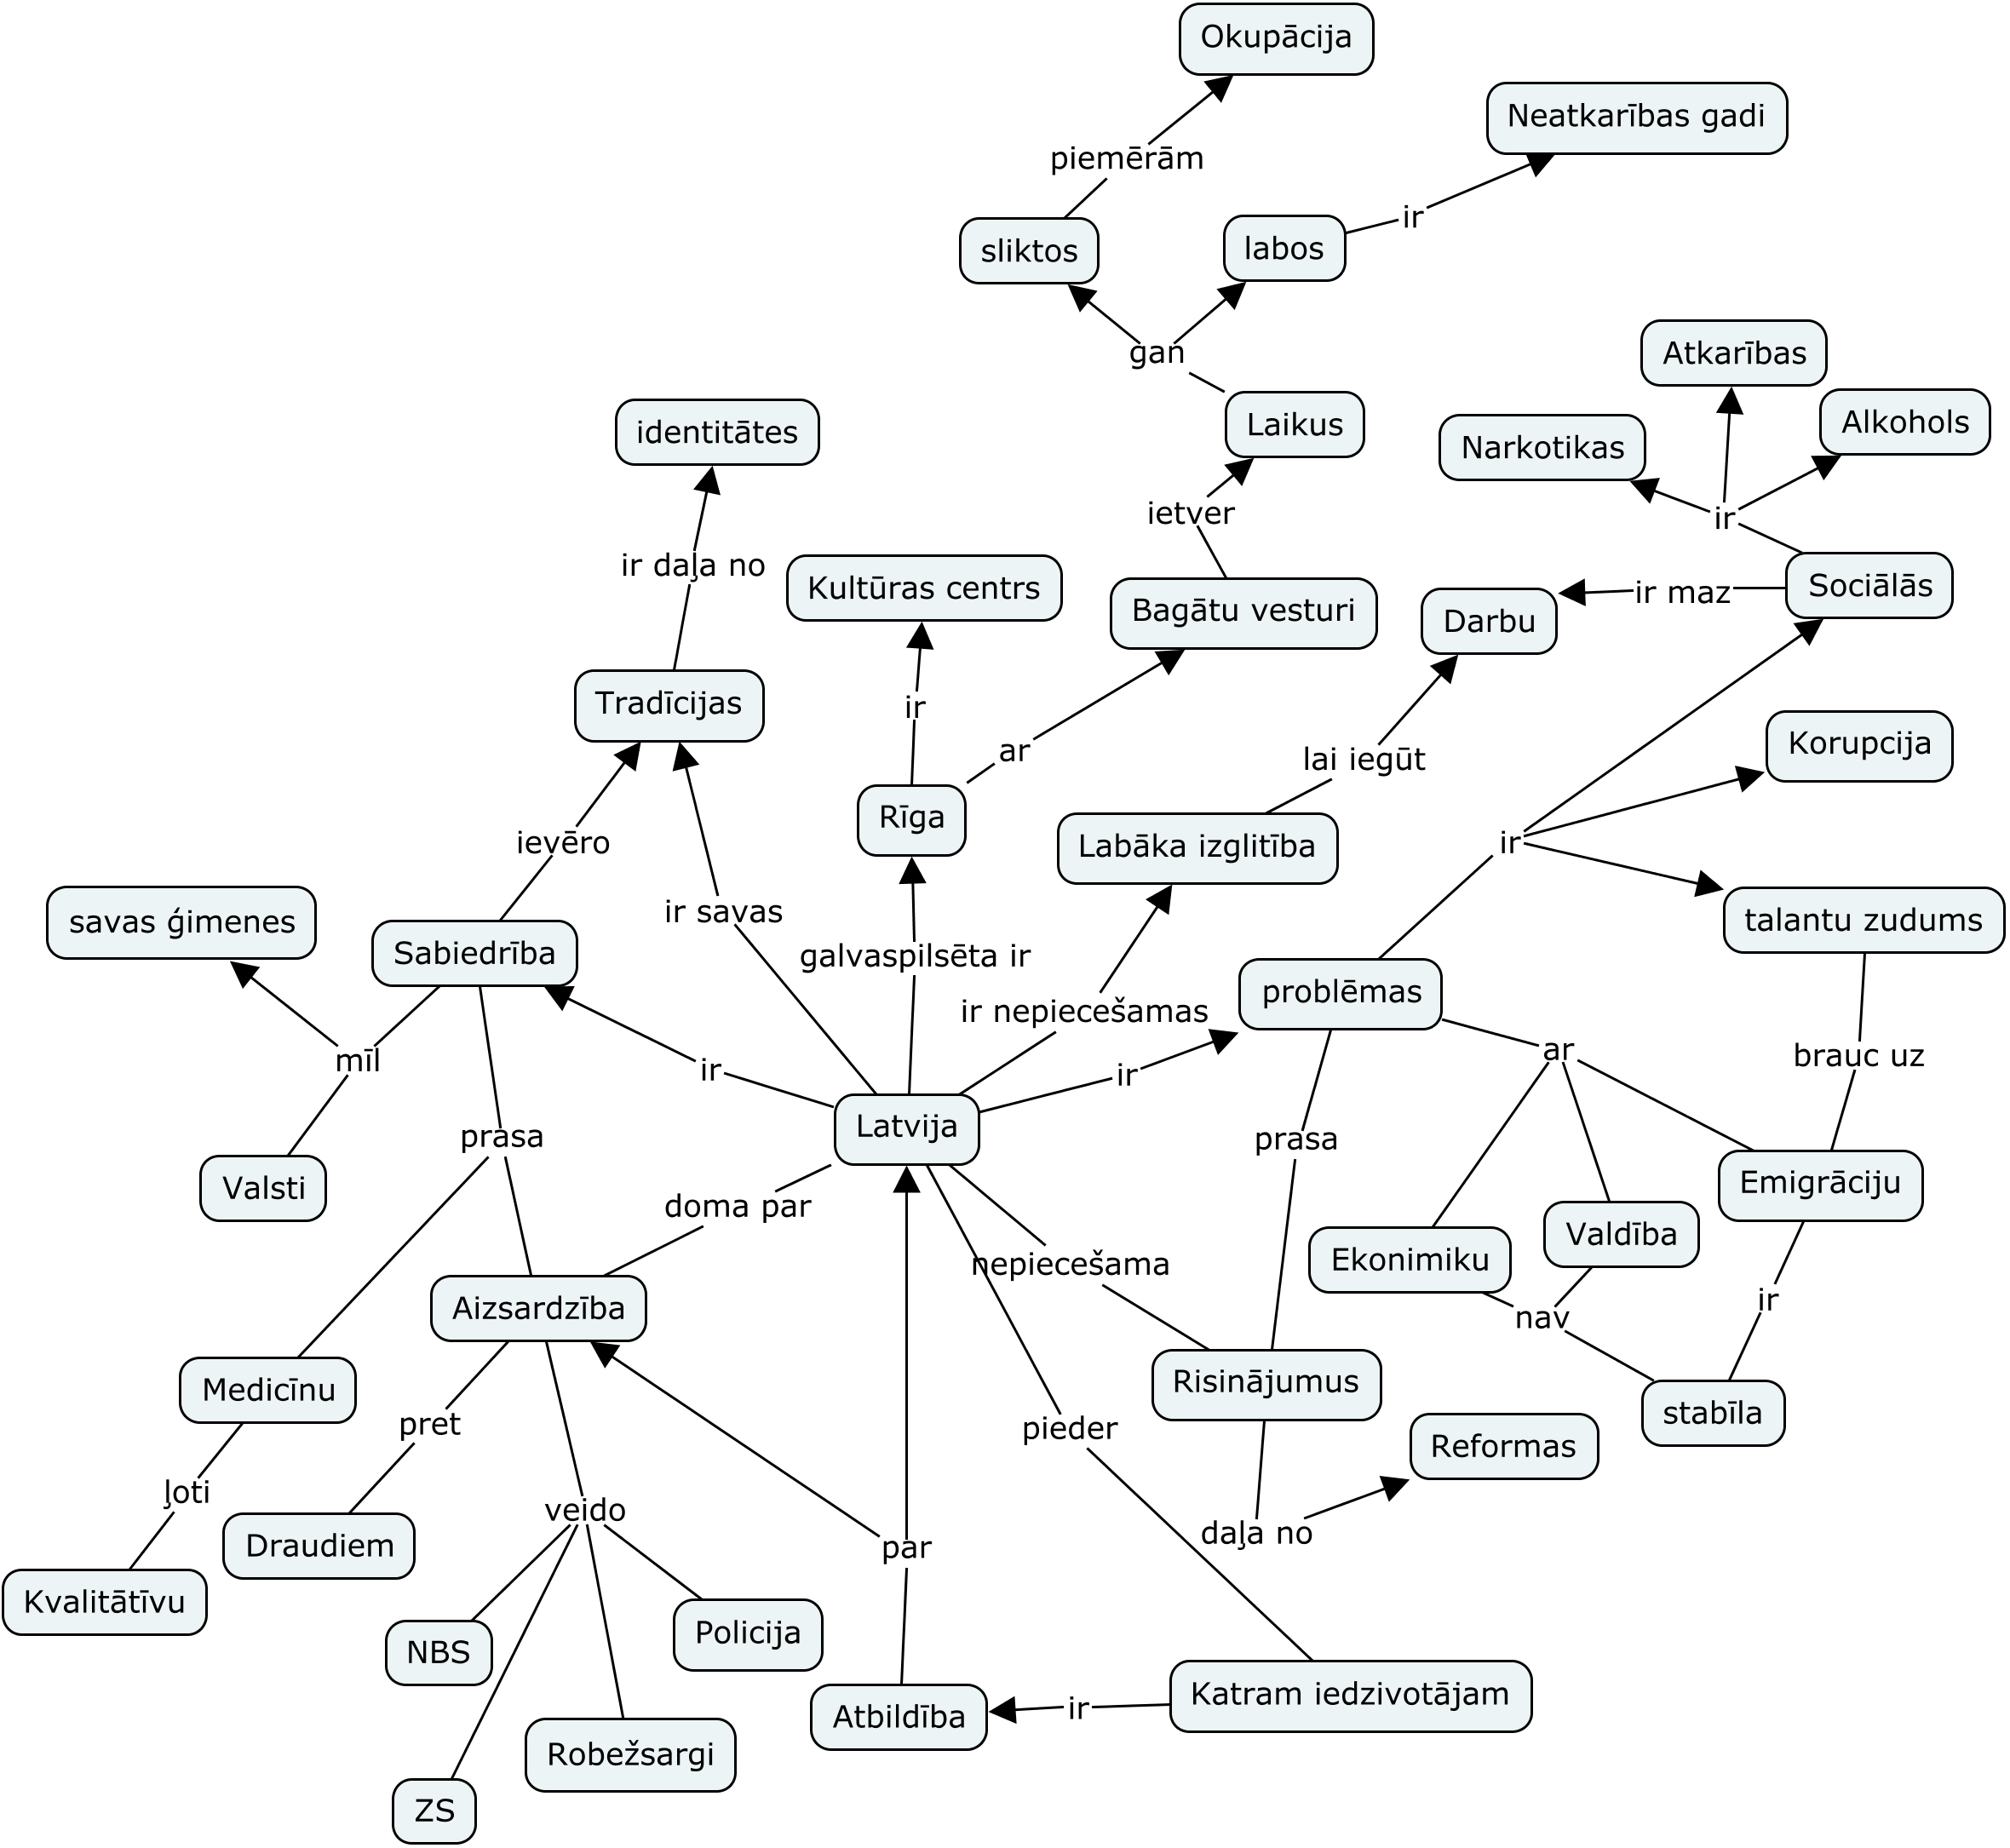 Okupācija
Neatkarības gadi
piemērām
ir
sliktos
labos
gan
Atkarības
Alkohols
Narkotikas
identitātes
Laikus
ietver
ir
ir daļa no
Kultūras centrs
Bagātu vesturi
Darbu
ir maz
Sociālās
Tradīcijas
ir
ar
lai iegūt
Korupcija
Rīga
ievēro
Labāka izglitība
ir
savas ģimenes
Sabiedrība
ir savas
galvaspilsēta ir
talantu zudums
ir nepiecešamas
problēmas
mīl
ir
ir
ar
brauc uz
Latvija
prasa
prasa
Valsti
doma par
Emigrāciju
nepiecešama
Ekonimiku
Valdība
Aizsardzība
nav
ir
Medicīnu
pret
pieder
Risinājumus
stabīla
Reformas
ļoti
veido
daļa no
Draudiem
par
Kvalitātīvu
NBS
Policija
Atbildība
ir
Katram iedzivotājam
Robežsargi
ZS